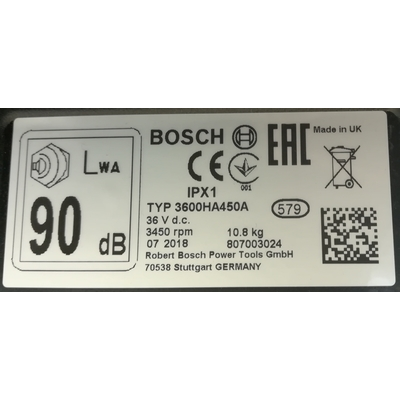 BOSCH
EAC
Made in UK
LWA
90 dB
CE
001
IPX1
TYP 3600HA450A
579
36 V d.c.
3450 rpm 10.8 kg
07 2018 807003024
Robert Bosch Power Tools GmbH
70538 Stuttgart GERMANY